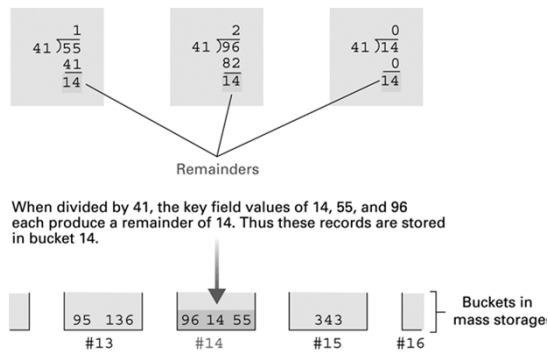 1 2 0
41 )55 41 )96 41 )14
41 82 0
14 14 14
Remainders
When divided by 41, the key field values of 14, 55, and 96
each produce a remainder of 14. Thus these records are stored
in bucket 14.
95 136 96 14 55 343
Buckets in
mass storage
#13 #14 #15 #16